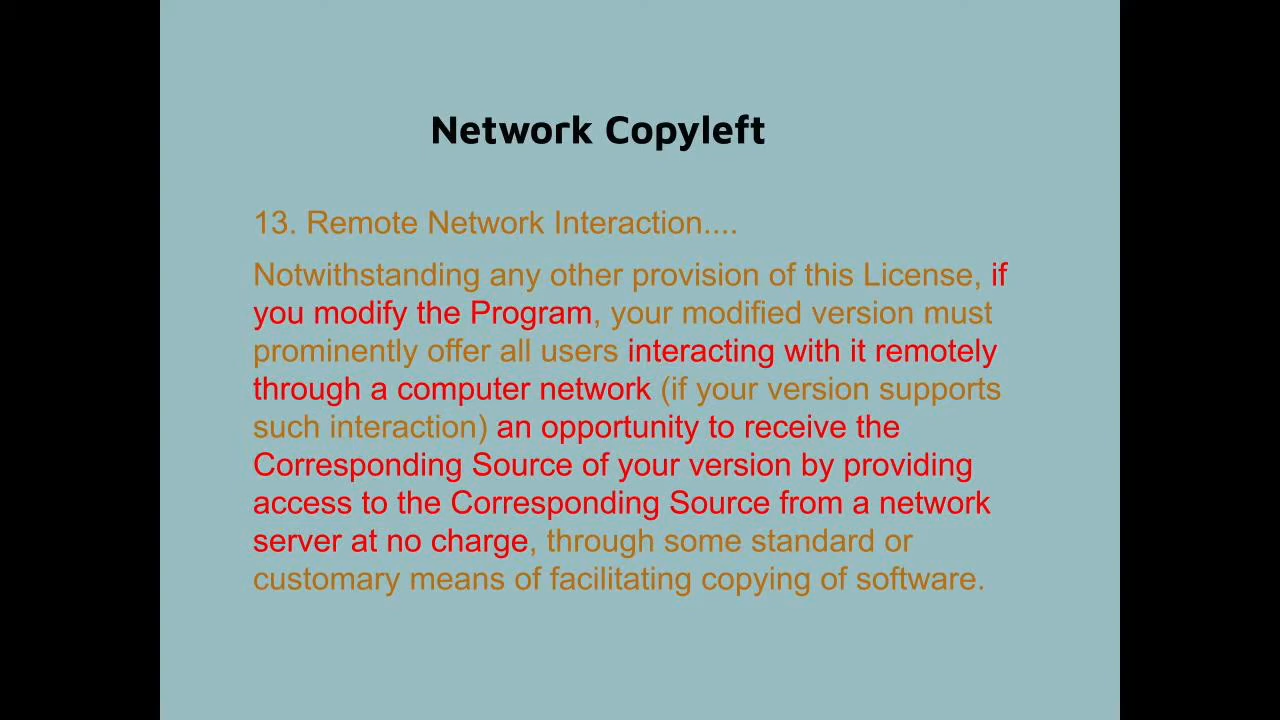 Network Copyleft
13. Remote Network Interaction....
Notwithstanding any other provision of this License, if
you modify the Program, your modified version must
prominently offer all users interacting with it remotely
through a computer network (if your version supports
such interaction) an opportunity to receive the
Corresponding Source of your version by providing
access to the Corresponding Source from a network
server at no charge, through some standard or
customary means of facilitating copying of software.